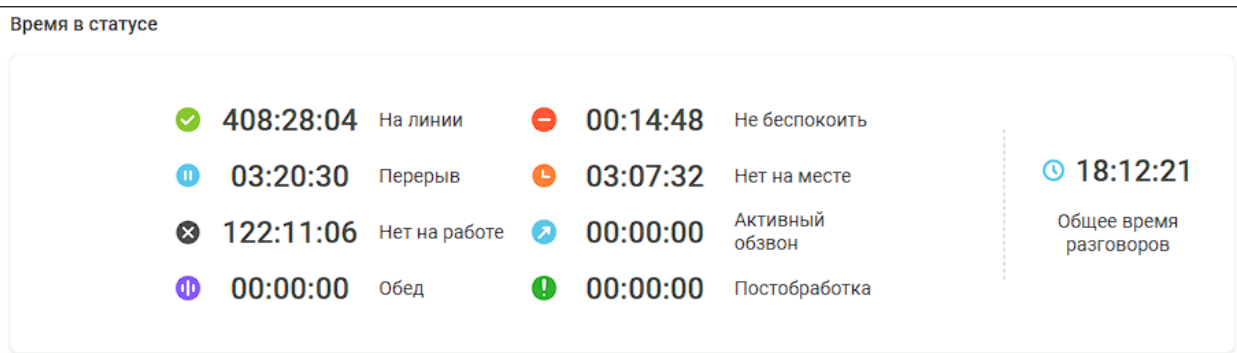 Время в статусе
408:28:04 На линии 00:14:48 Не беспокоить
03:20:30 Перерыв 03:07:32 Нет на месте
122:11:06 Нет на работе 00:00:00 Активный
обзвон
00:00:00 Обед 00:00:00 Постобработка
18:12:21
Общее время
разговоров